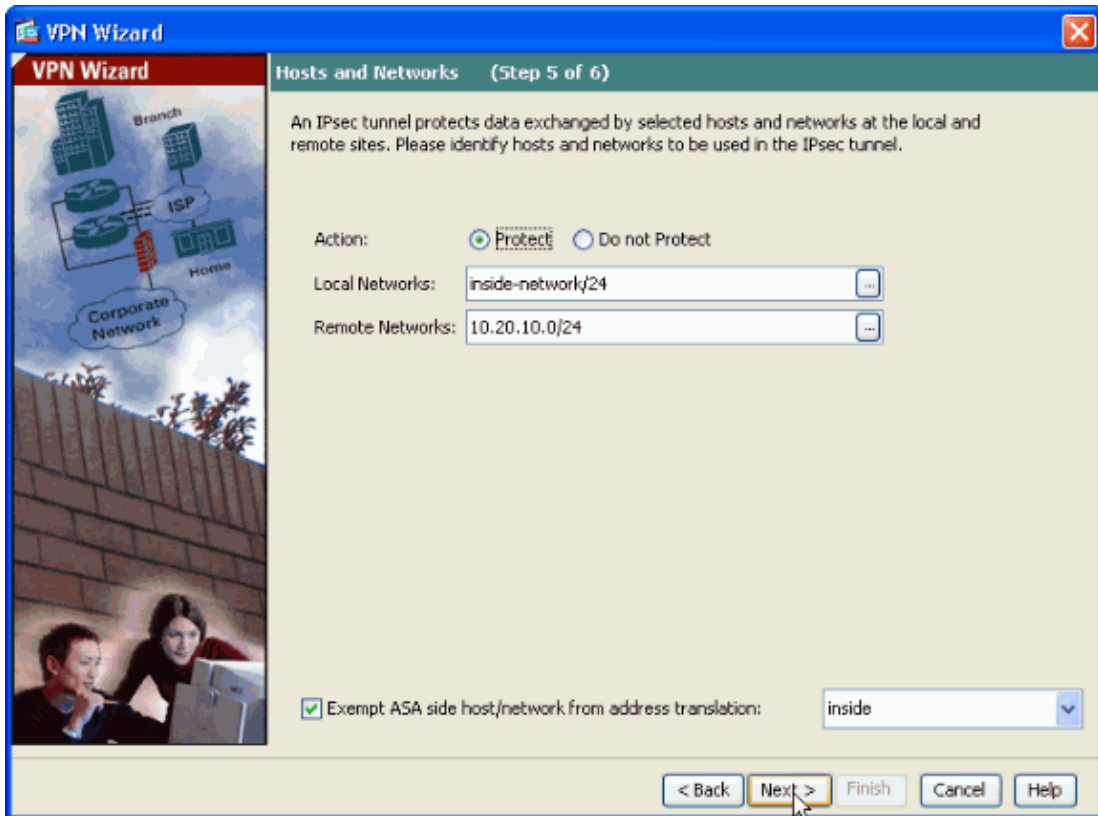 VPN Wizard
VPN Wizard
Branch
ISP
Home
Corporate
Network
Hosts and Networks (Step 5 of 6)
An IPsec tunnel protects data exchanged by selected hosts and networks at the local and
remote sites. Please identify hosts and networks to be used in the IPsec tunnel.
Action: Protect Do not Protect
Local Networks: inside-network/24 ...
Remote Networks: 10.20.10.0/24 ...
Exempt ASA side host/network from address translation: inside
< Back Next > Finish Cancel Help